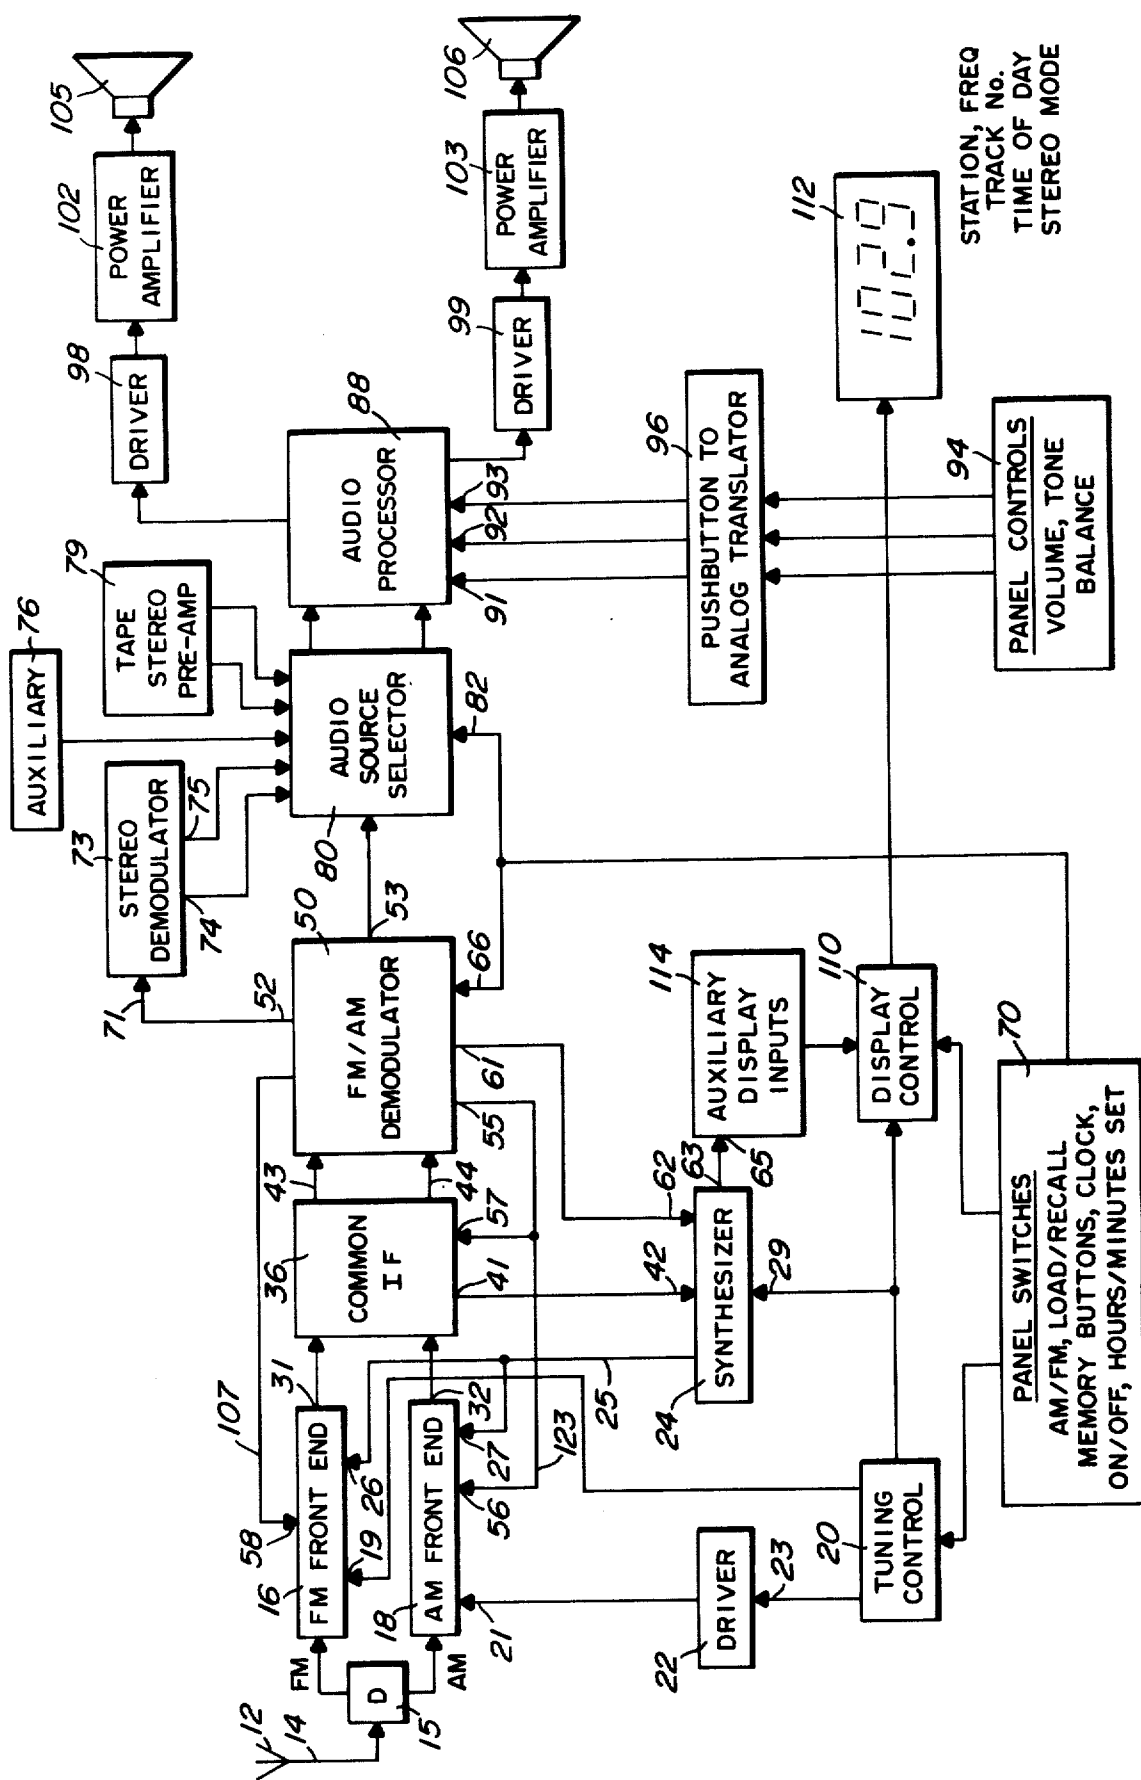 105
102
POWER
AMPLIFIER
98
DRIVER
106
103
POWER
AMPLIFIER
99
DRIVER
76
AUXILIARY
79
TAPE
STEREO
PRE-AMP
73
STEREO
DEMODULATOR
75
74
71
52
88
AUDIO
PROCESSOR
91
92
93
AUDIO
SOURCE
SELECTOR
80
82
53
50
FM/AM
DEMODULATOR
66
61
55
43
44
36
COMMON
IF
57
41
107
31
32
58
16
FM FRONT END
26
19
18
AM FRONT END
27
56
21
FM
AM
12
14
D
15
25
123
96
PUSHBUTTON TO
ANALOG TRANSLATOR
94
PANEL CONTROLS
VOLUME, TONE
BALANCE
112
102.9
STATION, FREQ
TRACK No.
TIME OF DAY
STEREO MODE
114
AUXILIARY
DISPLAY
INPUTS
110
DISPLAY
CONTROL
62
63
65
42
29
SYNTHESIZER
24
22
DRIVER
23
20
TUNING
CONTROL
70
PANEL SWITCHES
AM/FM, LOAD/RECALL
MEMORY BUTTONS, CLOCK,
ON/OFF, HOURS/MINUTES SET